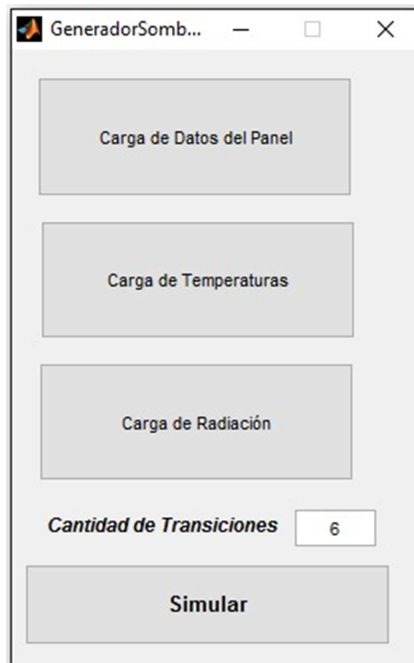 GeneradorSomb...
Carga de Datos del Panel
Carga de Temperaturas
Carga de Radiación
Cantidad de Transiciones 6
Simular